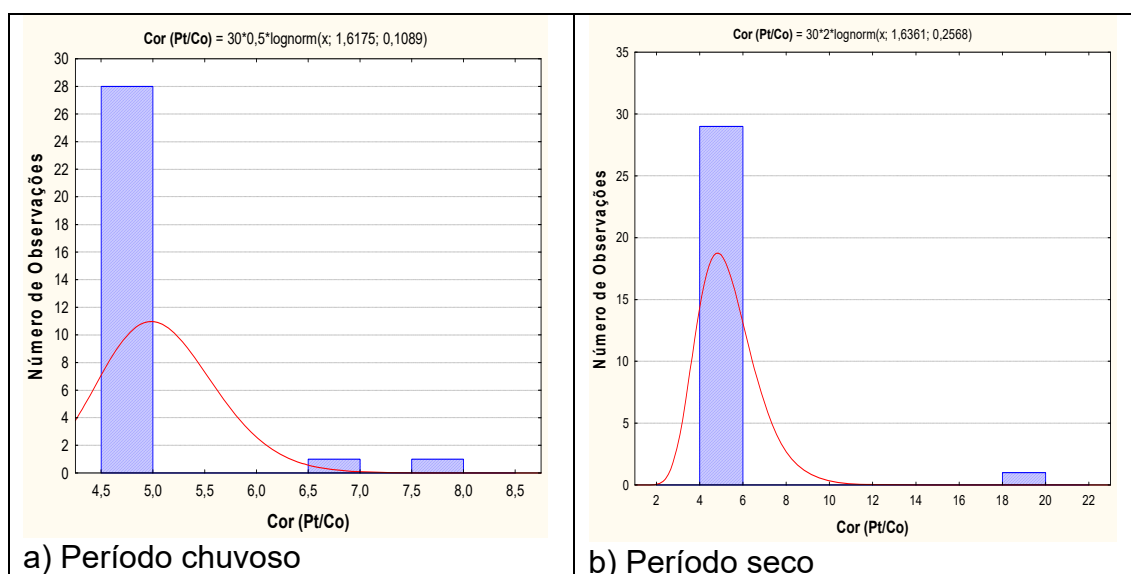 Cor (Pt/Co) = 30*0,5*lognorm(x; 1,6175; 0,1089)
30
28
26
24
22
20
18
16
14
12
10
8
6
4
2
0
Número de Observações
4,5 5,0 5,5 6,0 6,5 7,0 7,5 8,0 8,5
Cor (Pt/Co)
a) Período chuvoso
Cor (Pt/Co) = 30*2*lognorm(x; 1,6361; 0,2568)
35
30
25
20
15
10
5
0
Número de Observações
2 4 6 8 10 12 14 16 18 20 22
Cor (Pt/Co)
b) Período seco